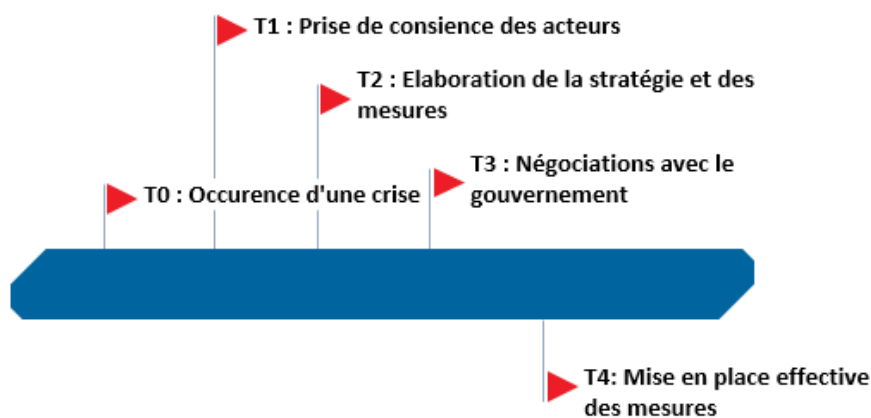 T1 : Prise de consience des acteurs
T2 : Elaboration de la stratégie et des
mesures
T3 : Négociations avec le
gouvernement
T0 : Occurence d'une crise
T4: Mise en place effective
des mesures